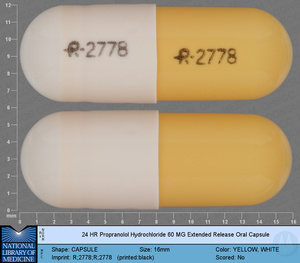 12
11
10
9
8
7
6
5
4
3
2
1
mm
R-2778 R-2778
0 1 2 3 4 5 6 7 8 9 10 11 12 13 14 15 16
NATIONAL
LIBRARY OF
MEDICINE
24 HR Propranolol Hydrochloride 60 MG Extended Release Oral Capsule
Shape: CAPSULE Size: 16mm Color: YELLOW, WHITE
Imprint: R;2778;R;2778 (printed black) Scored: No